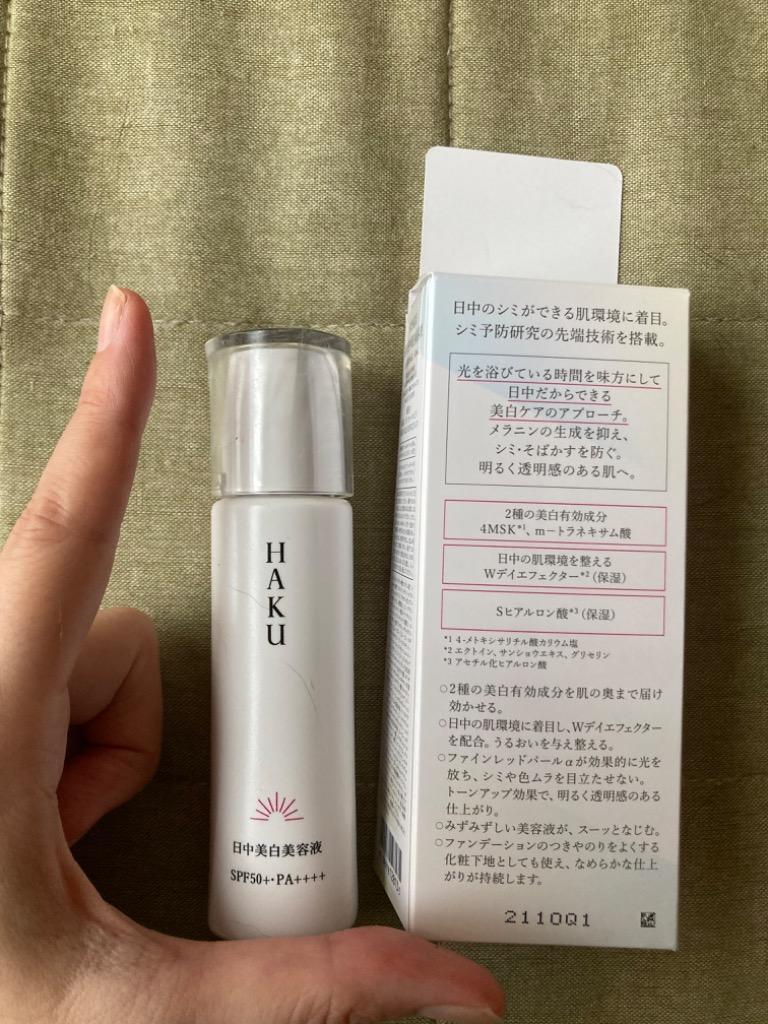 HAKU
日中美白美容液
SPF50+・PA++++
日中のシミができる肌環境に着目。
シミ予防研究の先端技術を搭載。
光を浴びている時間を味方にして
日中だからできる
美白ケアのアプローチ。
メラニンの生成を抑え、
シミ・そばかすを防ぐ。
明るく透明感のある肌へ。
2種の美白有効成分
4MSK*1、m－トラネキサム酸
日中の肌環境を整える
Wデイエフェクター*2（保湿）
Sヒアルロン酸*3（保湿）
*1 4-メトキシサリチル酸カリウム塩
*2 エクトイン、サンショウエキス、グリセリン
*3 アセチル化ヒアルロン酸
○2種の美白有効成分を肌の奥まで届け
効かせる。
○日中の肌環境に着目し、Wデイエフェクター
を配合。うるおいを与え整える。
○ファインレッドパールαが効果的に光を
放ち、シミや色ムラを目立たせない。
トーンアップ効果で、明るく透明感のある
仕上がり。
○みずみずしい美容液が、スーッとなじむ。
○ファンデーションのつきやのりをよくする
化粧下地としても使え、なめらかな仕上
がりが持続します。
2110Q1